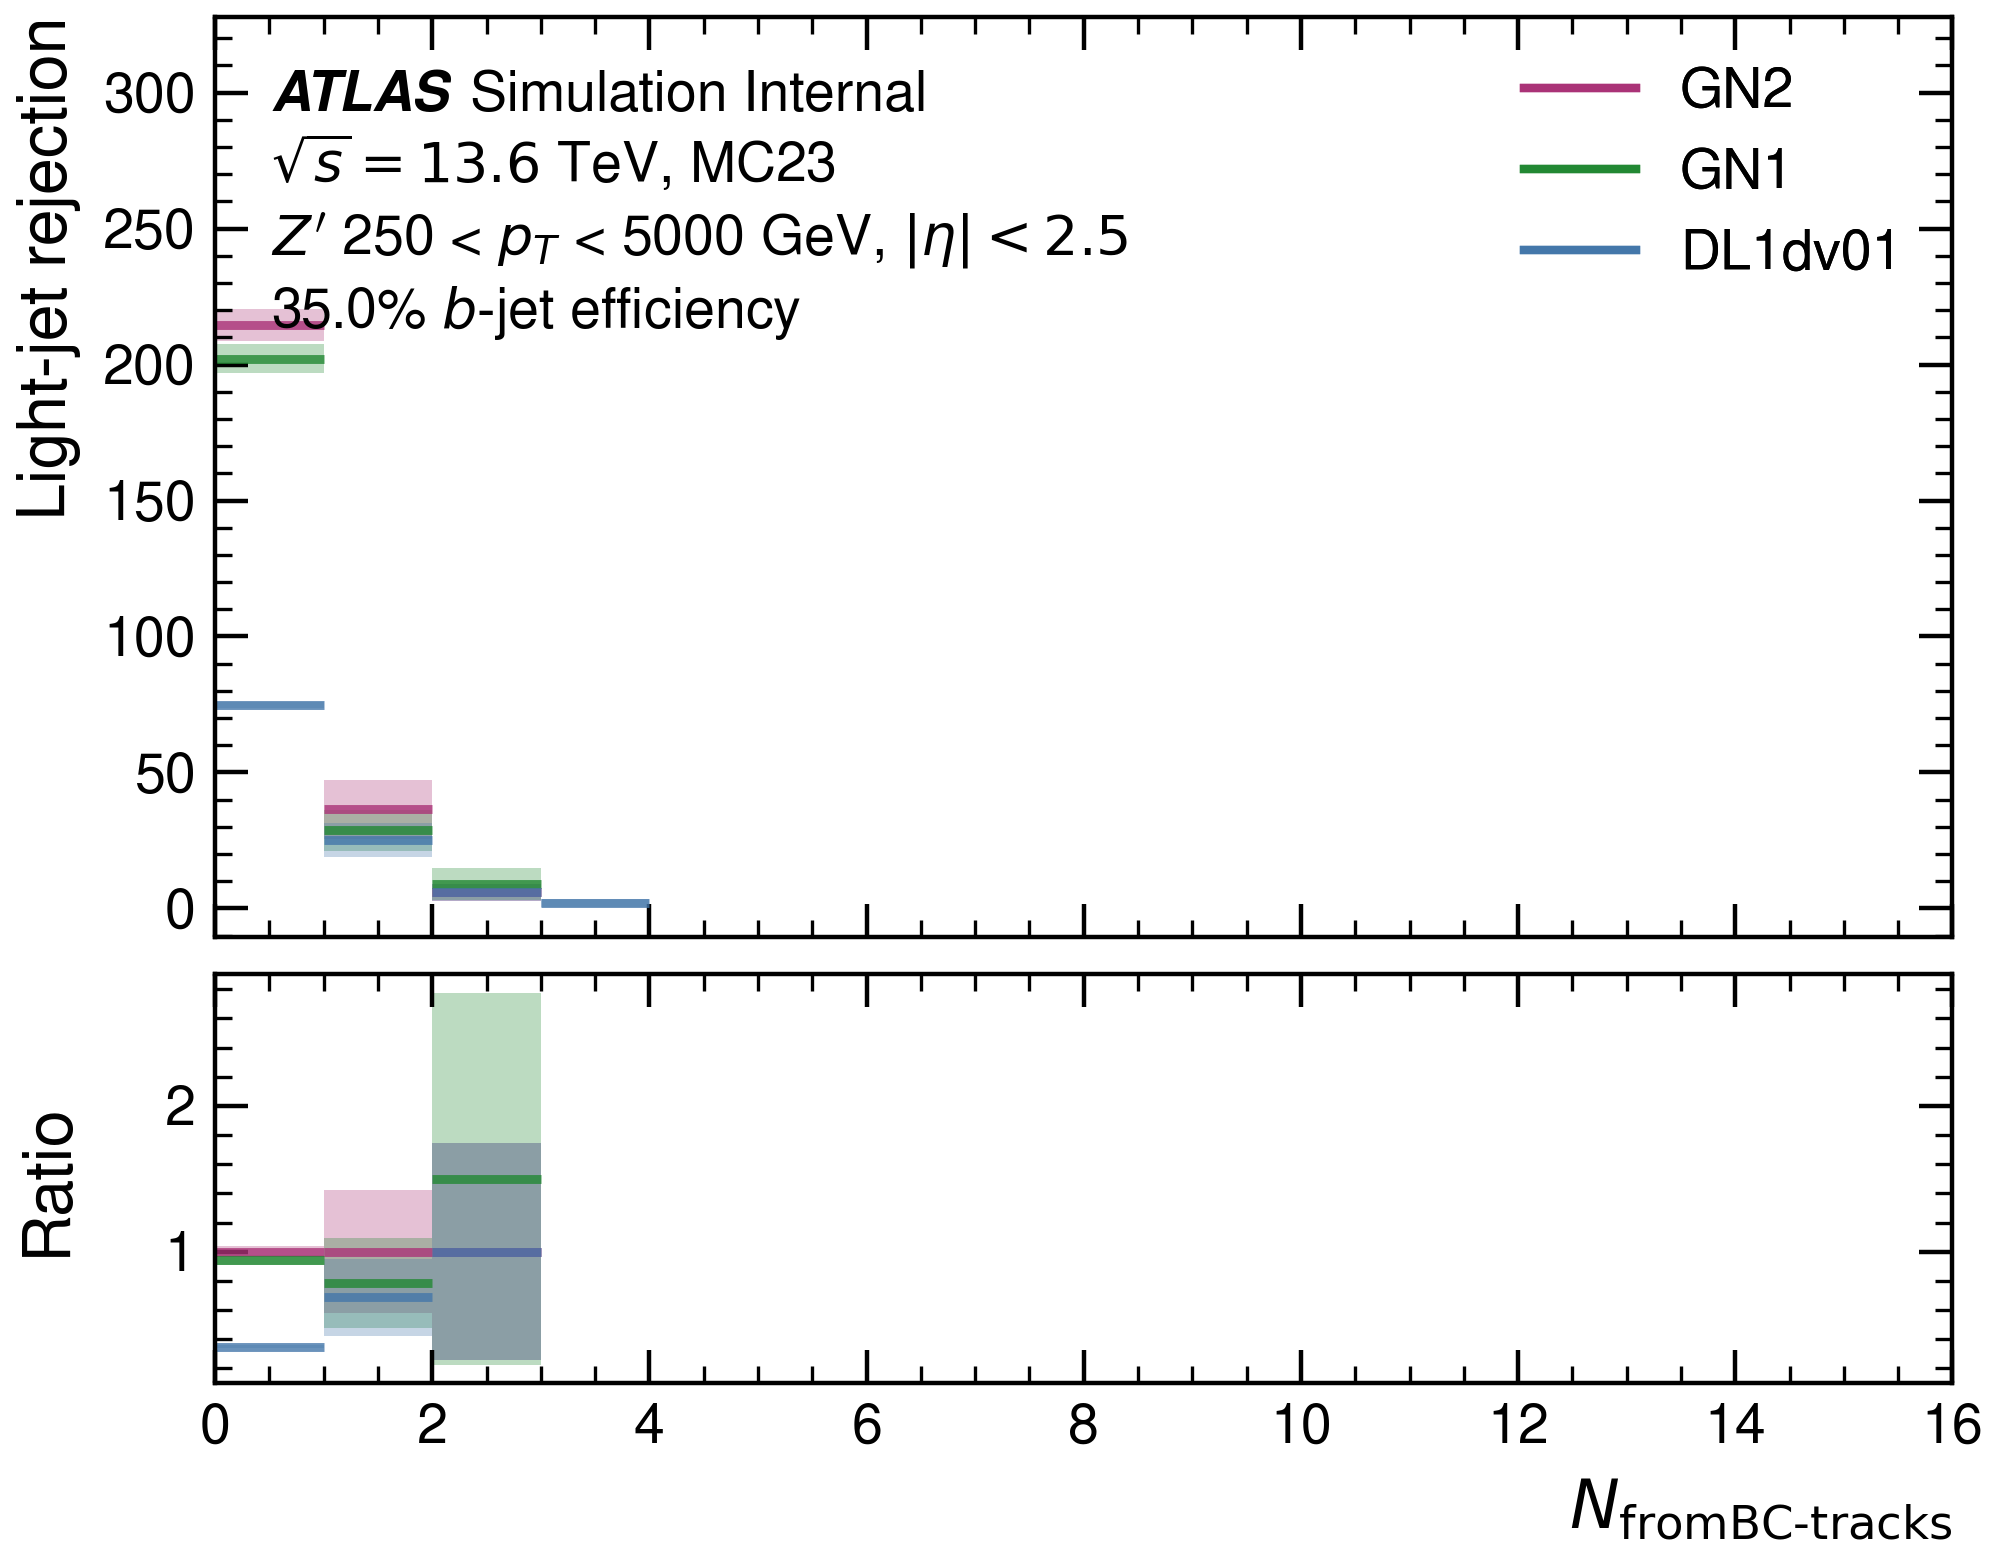 Light-jet rejection
300
250
200
150
100
50
0
ATLAS Simulation Internal
√s = 13.6 TeV, MC23
Z′ 250 < p_T < 5000 GeV, |η| < 2.5
35.0% b-jet efficiency
GN2
GN1
DL1dv01
Ratio
2
1
0 2 4 6 8 10 12 14 16
N_fromBC-tracks